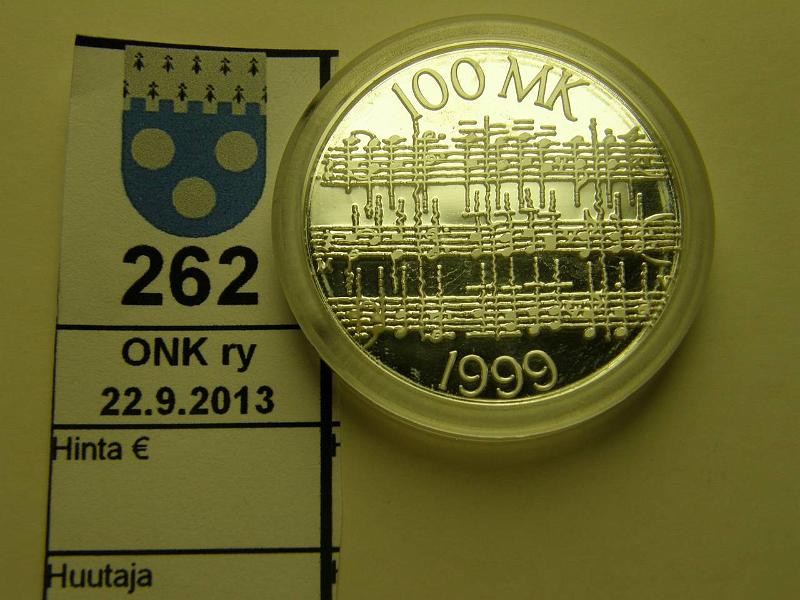 262
ONK ry
22.9.2013
Hinta €
Huutaja
100 MK
1999